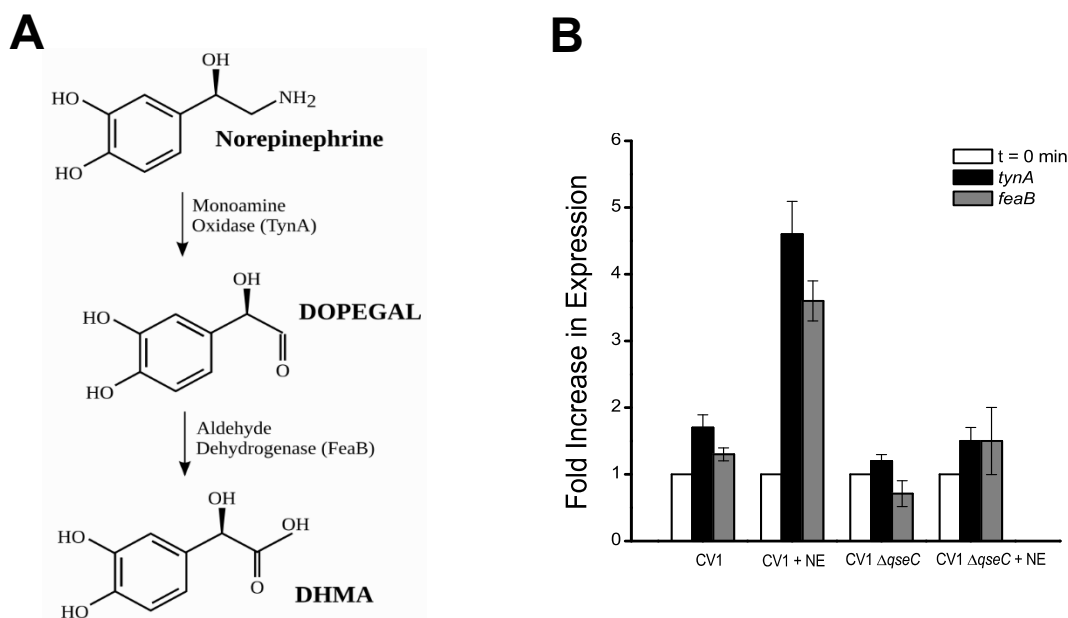 A
OH
HO
NH2
Norepinephrine
HO
Monoamine
Oxidase (TynA)
OH
DOPEGAL
HO
HO
O
Aldehyde
Dehydrogenase (FeaB)
OH
OH
HO
O
DHMA
HO
B
Fold Increase in Expression
6
5
4
3
2
1
0
t = 0 min
tynA
feaB
CV1
CV1 + NE
CV1 ΔqseC
CV1 ΔqseC + NE